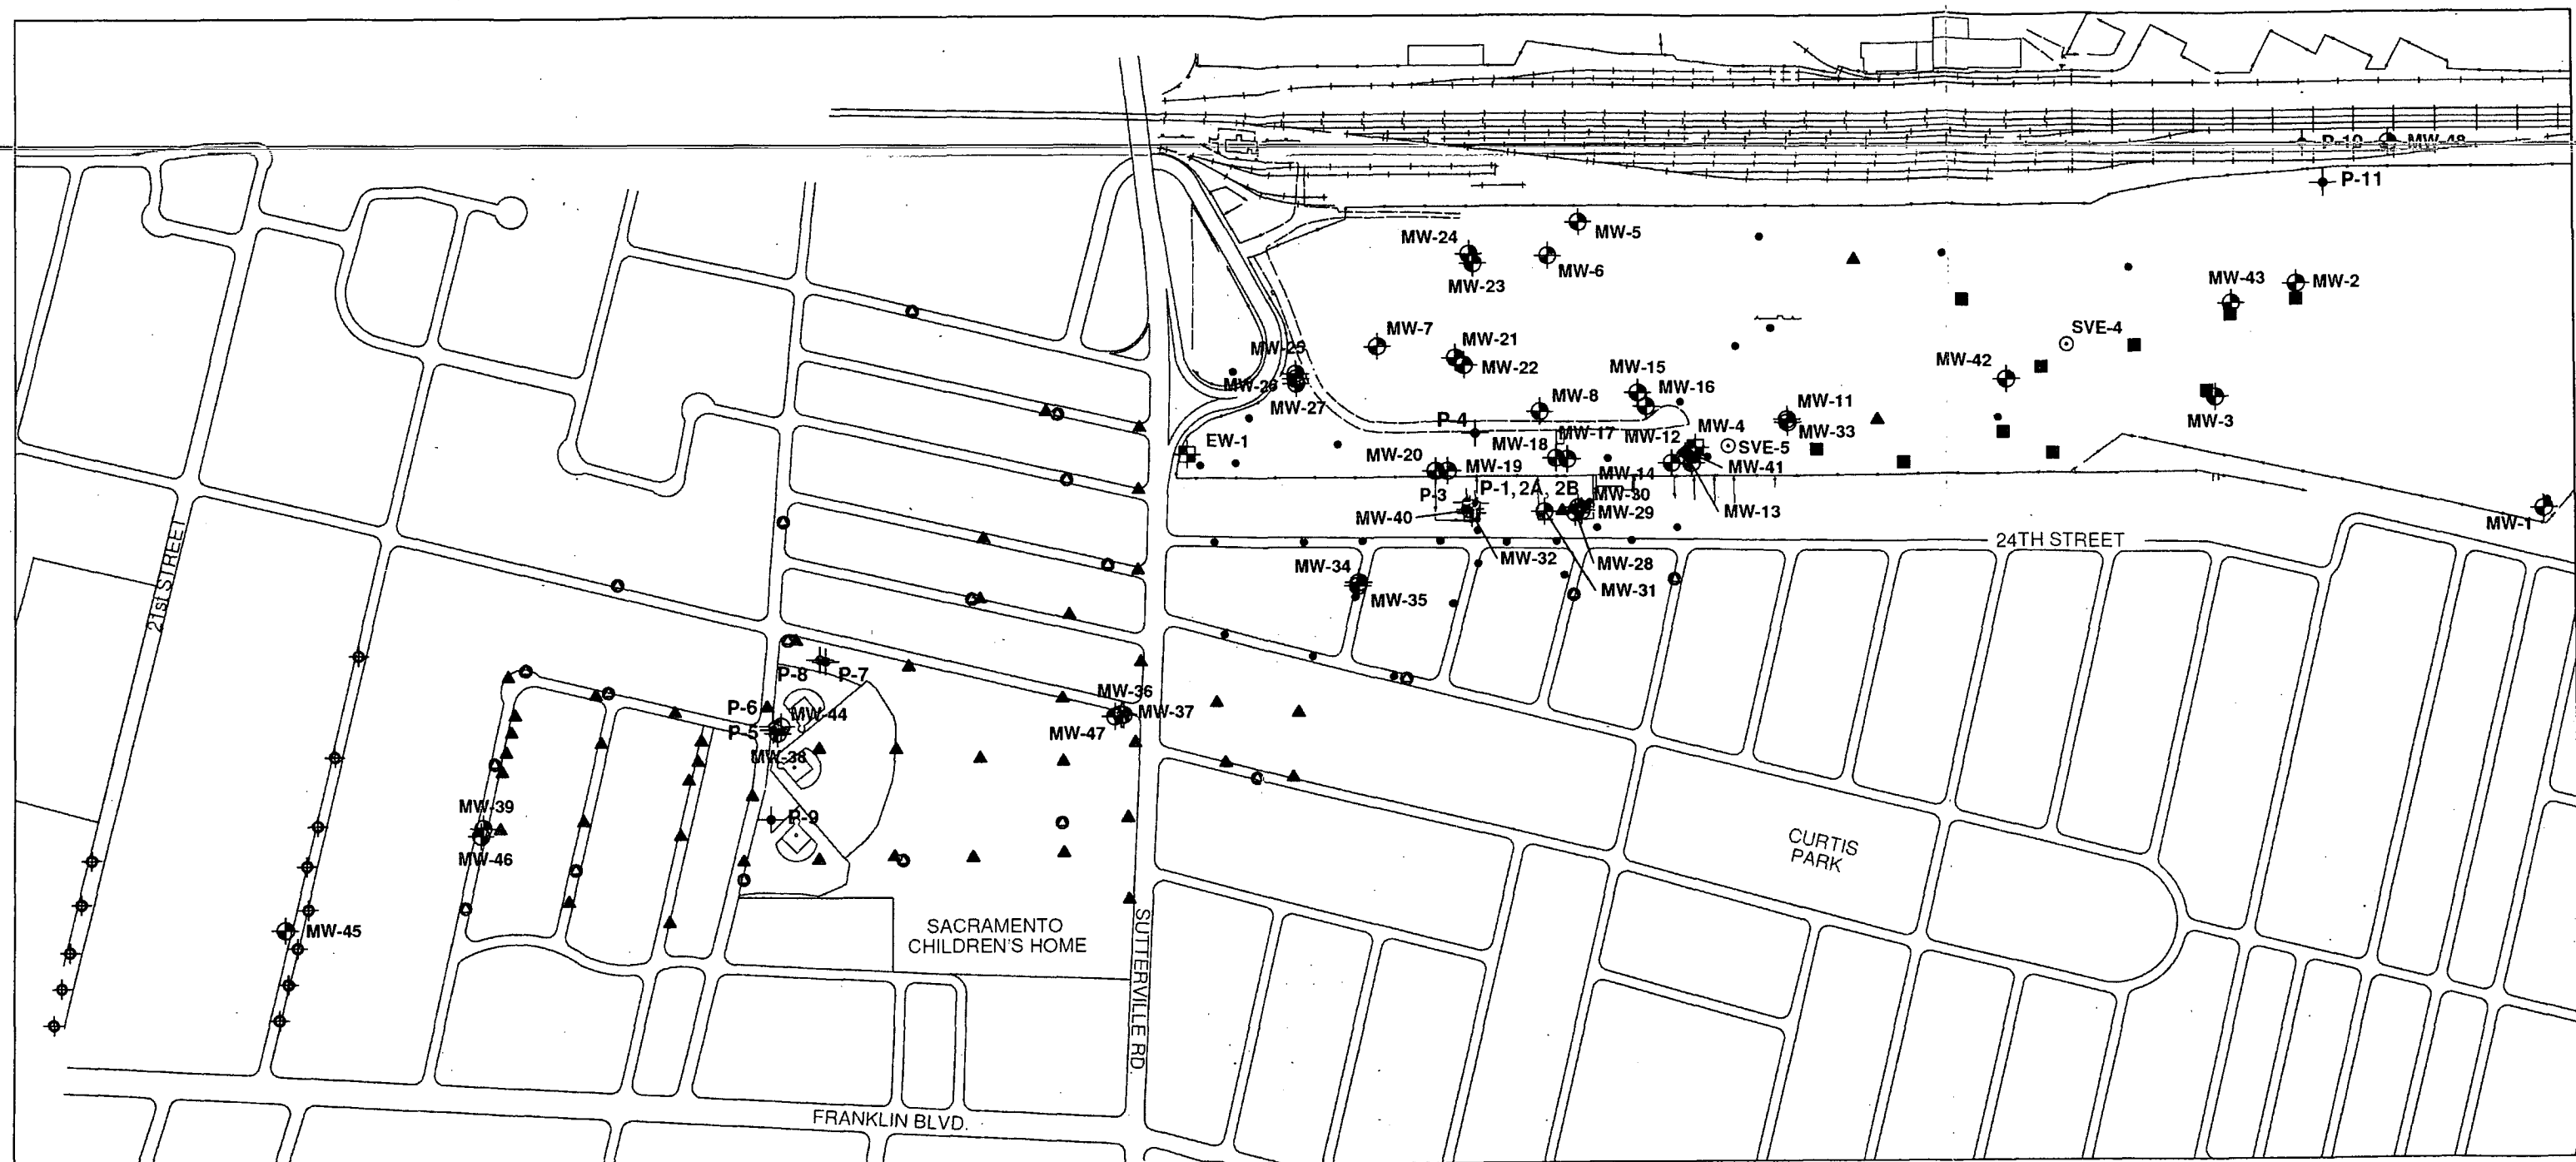 P-10
MW-48
P-11
MW-5
MW-24
MW-6
MW-23
MW-43
MW-2
SVE-4
MW-7
MW-21
MW-25
MW-22
MW-15
MW-42
MW-26
MW-16
MW-27
MW-8
MW-11
MW-3
P-4
MW-4
MW-33
EW-1
MW-18
MW-17
MW-12
SVE-5
MW-20
MW-19
MW-41
MW-14
P-3
P-1, 2A, 2B
MW-30
MW-40
MW-29
MW-13
MW-1
24TH STREET
MW-32
MW-28
MW-34
MW-31
MW-35
21st STREET
P-8
P-7
MW-36
P-6
MW-44
MW-37
P-5
MW-47
MW-38
MW-39
P-9
MW-46
CURTIS
PARK
MW-45
SACRAMENTO
CHILDREN'S HOME
SUTTERVILLE RD.
FRANKLIN BLVD.